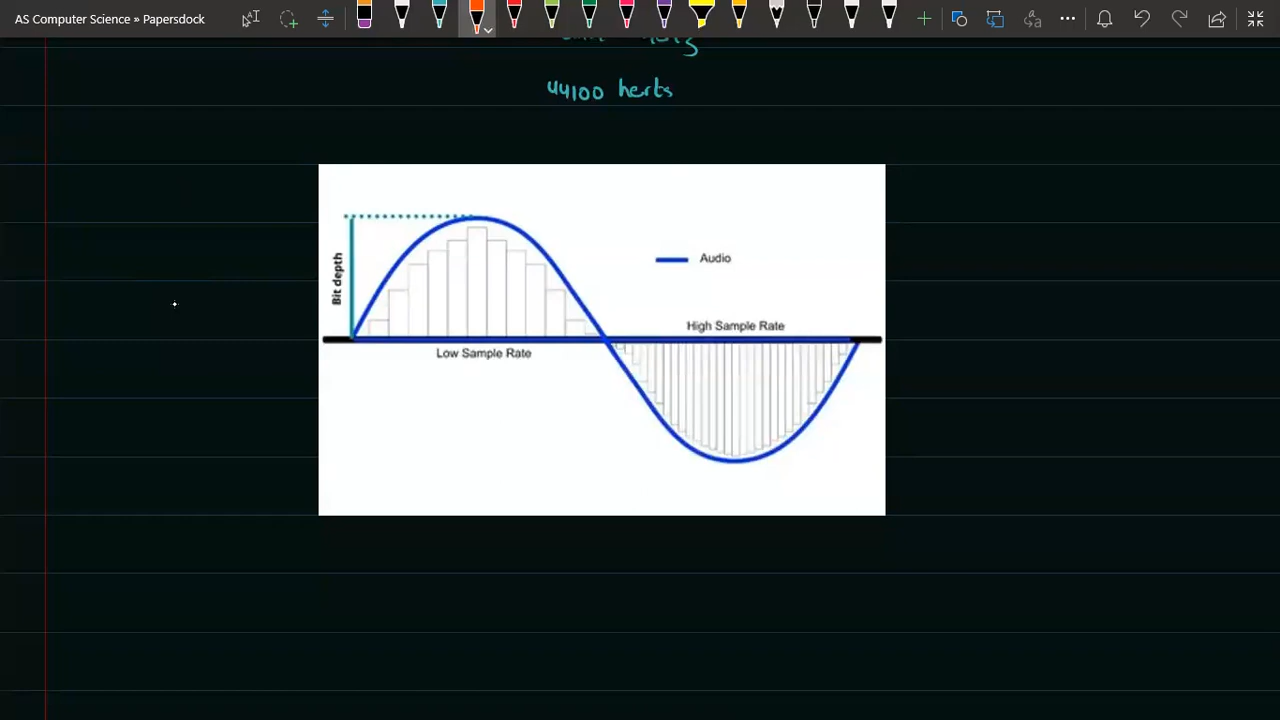 AS Computer Science » Papersdock
44100 herts
Bit depth
Audio
High Sample Rate
Low Sample Rate